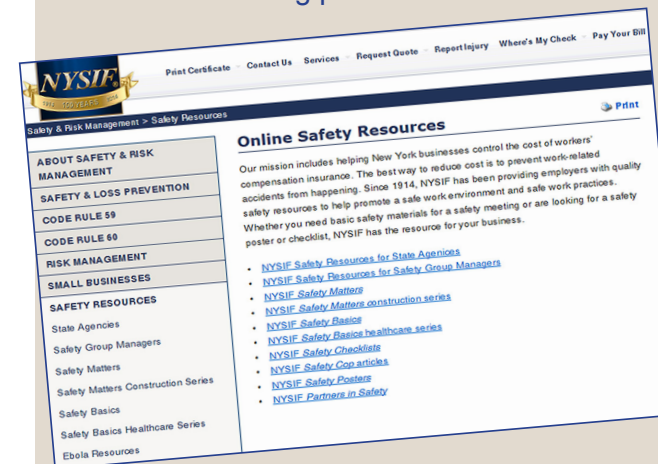 NYSIF
100 YEARS
Print Certificate Contact Us Services Request Quote Report Injury Where's My Check Pay Your Bill
Safety & Risk Management > Safety Resources
Print
ABOUT SAFETY & RISK
MANAGEMENT
SAFETY & LOSS PREVENTION
CODE RULE 59
CODE RULE 60
RISK MANAGEMENT
SMALL BUSINESSES
SAFETY RESOURCES
State Agencies
Safety Group Managers
Safety Matters
Safety Matters Construction Series
Safety Basics
Safety Basics Healthcare Series
Ebola Resources
Online Safety Resources
Our mission includes helping New York businesses control the cost of workers'
compensation insurance. The best way to reduce cost is to prevent work-related
accidents from happening. Since 1914, NYSIF has been providing employers with quality
safety resources to help promote a safe work environment and safe work practices.
Whether you need basic safety materials for a safety meeting or are looking for a safety
poster or checklist, NYSIF has the resource for your business.
• NYSIF Safety Resources for State Agenices
• NYSIF Safety Resources for Safety Group Managers
• NYSIF Safety Matters
• NYSIF Safety Matters construction series
• NYSIF Safety Basics
• NYSIF Safety Basics healthcare series
• NYSIF Safety Checklists
• NYSIF Safety Cop articles
• NYSIF Safety Posters
• NYSIF Partners in Safety